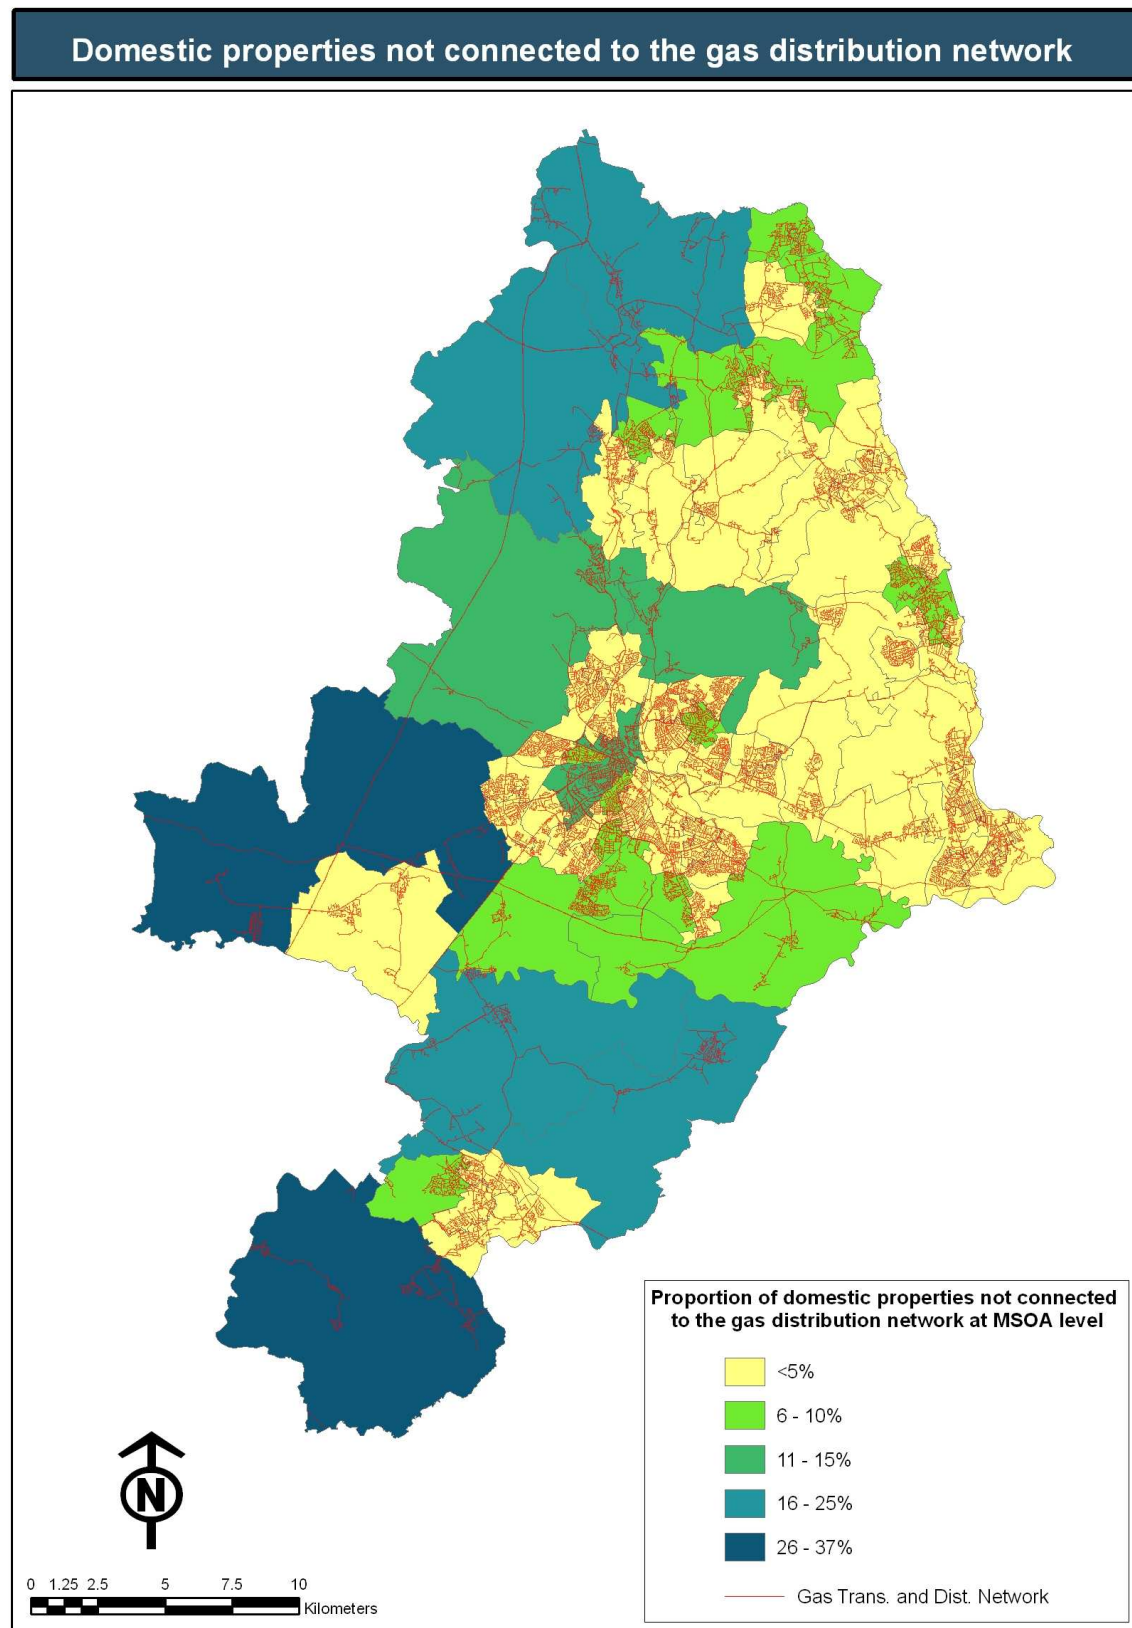 Domestic properties not connected to the gas distribution network
Proportion of domestic properties not connected
to the gas distribution network at MSOA level
<5%
6 - 10%
11 - 15%
16 - 25%
26 - 37%
Gas Trans. and Dist. Network
N
0 1.25 2.5 5 7.5 10
Kilometers